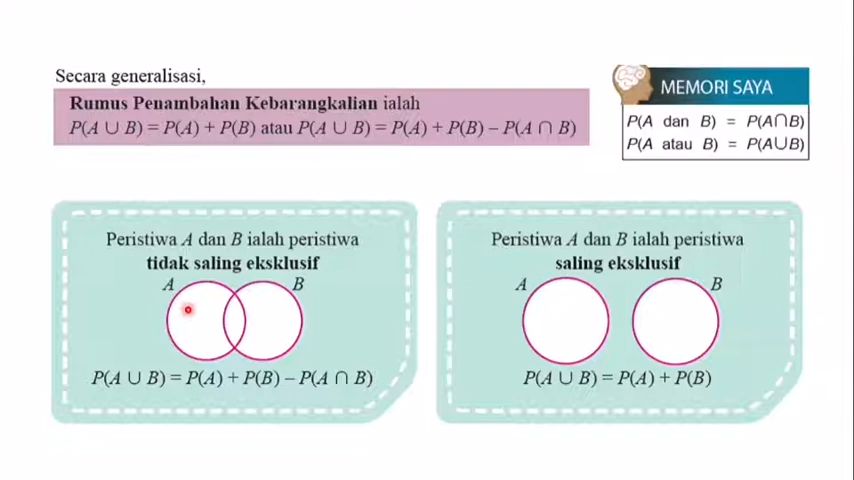 Secara generalisasi,
Rumus Penambahan Kebarangkalian ialah
P(A ∪ B) = P(A) + P(B) atau P(A ∪ B) = P(A) + P(B) – P(A ∩ B)
MEMORI SAYA
P(A dan B) = P(A∩B)
P(A atau B) = P(A∪B)
Peristiwa A dan B ialah peristiwa
tidak saling eksklusif
A B
P(A ∪ B) = P(A) + P(B) – P(A ∩ B)
Peristiwa A dan B ialah peristiwa
saling eksklusif
A B
P(A ∪ B) = P(A) + P(B)